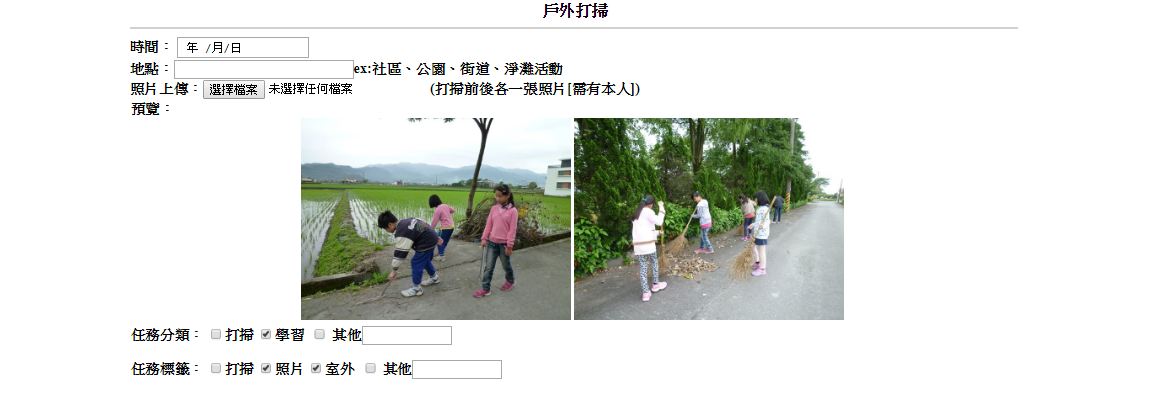 戶外打掃
時間： 年 /月/日
地點： ex:社區、公園、街道、淨灘活動
照片上傳： 選擇檔案 未選擇任何檔案 (打掃前後各一張照片[需有本人])
預覽：
任務分類： 打掃 學習 其他
任務標籤： 打掃 照片 室外 其他